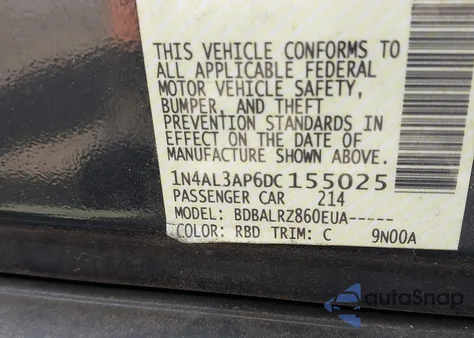 THIS VEHICLE CONFORMS TO
ALL APPLICABLE FEDERAL
MOTOR VEHICLE SAFETY,
BUMPER, AND THEFT
PREVENTION STANDARDS IN
EFFECT ON THE DATE OF
MANUFACTURE SHOWN ABOVE.
1N4AL3AP6DC155025
PASSENGER CAR 214
MODEL: BDBALRZ860EUA-----
COLOR: RBD TRIM: C 9N00A
autoSnap